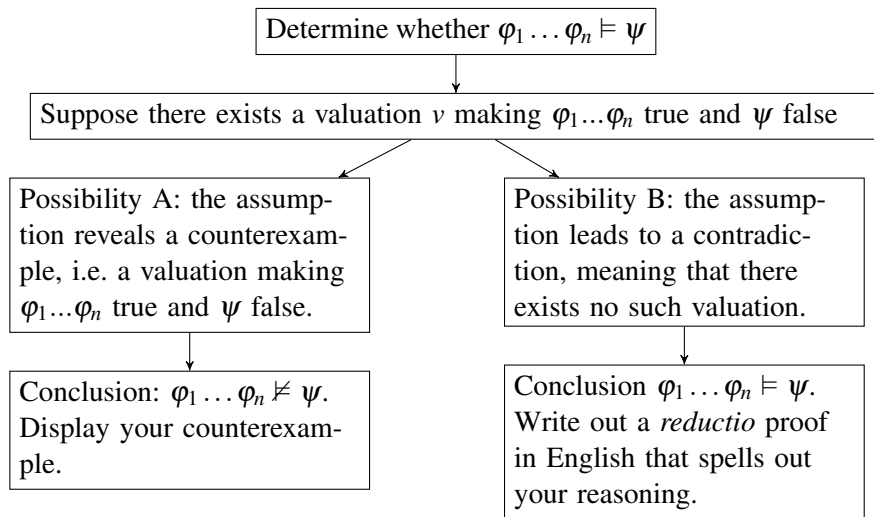 Determine whether φ₁ … φₙ ⊨ ψ
Suppose there exists a valuation v making φ₁...φₙ true and ψ false
Possibility A: the assump-
tion reveals a counterexam-
ple, i.e. a valuation making
φ₁...φₙ true and ψ false.
Possibility B: the assump-
tion leads to a contradic-
tion, meaning that there
exists no such valuation.
Conclusion: φ₁ … φₙ ⊭ ψ.
Display your counterexam-
ple.
Conclusion φ₁ … φₙ ⊨ ψ.
Write out a reductio proof
in English that spells out
your reasoning.